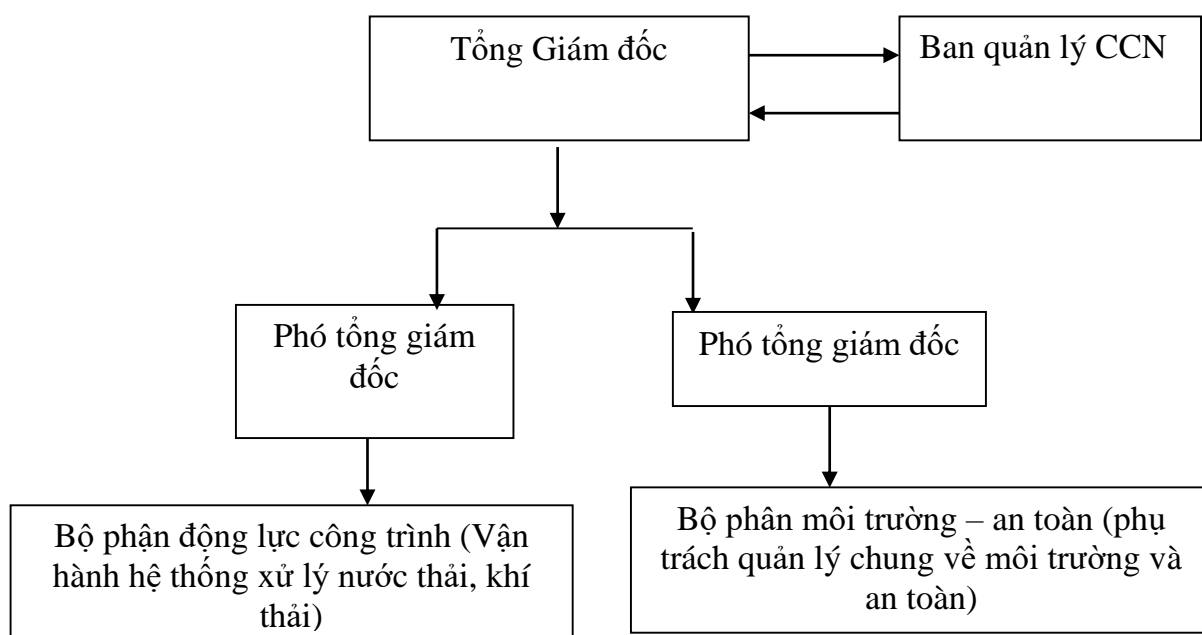 Tổng Giám đốc
Ban quản lý CCN
Phó tổng giám
đốc
Phó tổng giám đốc
Bộ phận động lực công trình (Vận
hành hệ thống xử lý nước thải, khí
thải)
Bộ phân môi trường – an toàn (phụ
trách quản lý chung về môi trường và
an toàn)